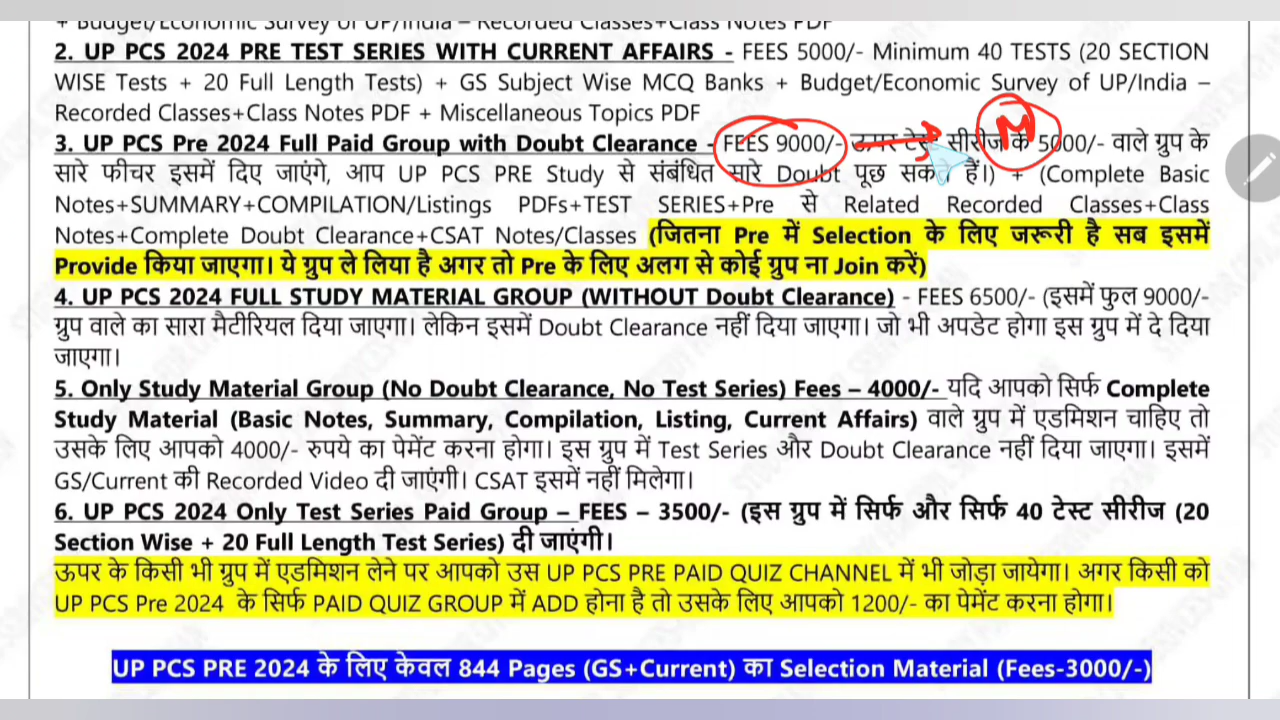 + Budget/Economic Survey of UP/India – Recorded Classes+Class Notes PDF
2. UP PCS 2024 PRE TEST SERIES WITH CURRENT AFFAIRS - FEES 5000/- Minimum 40 TESTS (20 SECTION
WISE Tests + 20 Full Length Tests) + GS Subject Wise MCQ Banks + Budget/Economic Survey of UP/India –
Recorded Classes+Class Notes PDF + Miscellaneous Topics PDF
3. UP PCS Pre 2024 Full Paid Group with Doubt Clearance - FEES 9000/- ऊपर टेस्ट सीरीज के 5000/- वाले ग्रुप के
सारे फीचर इसमें दिए जाएंगे, आप UP PCS PRE Study से संबंधित सारे Doubt पूछ सकते हैं।) + (Complete Basic
Notes+SUMMARY+COMPILATION/Listings PDFs+TEST SERIES+Pre से Related Recorded Classes+Class
Notes+Complete Doubt Clearance+CSAT Notes/Classes (जितना Pre में Selection के लिए जरूरी है सब इसमें
Provide किया जाएगा। ये ग्रुप ले लिया है अगर तो Pre के लिए अलग से कोई ग्रुप ना Join करें)
4. UP PCS 2024 FULL STUDY MATERIAL GROUP (WITHOUT Doubt Clearance) - FEES 6500/- (इसमें फुल 9000/-
ग्रुप वाले का सारा मैटीरियल दिया जाएगा। लेकिन इसमें Doubt Clearance नहीं दिया जाएगा। जो भी अपडेट होगा इस ग्रुप में दे दिया
जाएगा।
5. Only Study Material Group (No Doubt Clearance, No Test Series) Fees – 4000/- यदि आपको सिर्फ Complete
Study Material (Basic Notes, Summary, Compilation, Listing, Current Affairs) वाले ग्रुप में एडमिशन चाहिए तो
उसके लिए आपको 4000/- रुपये का पेमेंट करना होगा। इस ग्रुप में Test Series और Doubt Clearance नहीं दिया जाएगा। इसमें
GS/Current की Recorded Video दी जाएंगी। CSAT इसमें नहीं मिलेगा।
6. UP PCS 2024 Only Test Series Paid Group – FEES – 3500/- (इस ग्रुप में सिर्फ और सिर्फ 40 टेस्ट सीरीज (20
Section Wise + 20 Full Length Test Series) दी जाएंगी।
ऊपर के किसी भी ग्रुप में एडमिशन लेने पर आपको उस UP PCS PRE PAID QUIZ CHANNEL में भी जोड़ा जायेगा। अगर किसी को
UP PCS Pre 2024 के सिर्फ PAID QUIZ GROUP में ADD होना है तो उसके लिए आपको 1200/- का पेमेंट करना होगा।
UP PCS PRE 2024 के लिए केवल 844 Pages (GS+Current) का Selection Material (Fees-3000/-)
M